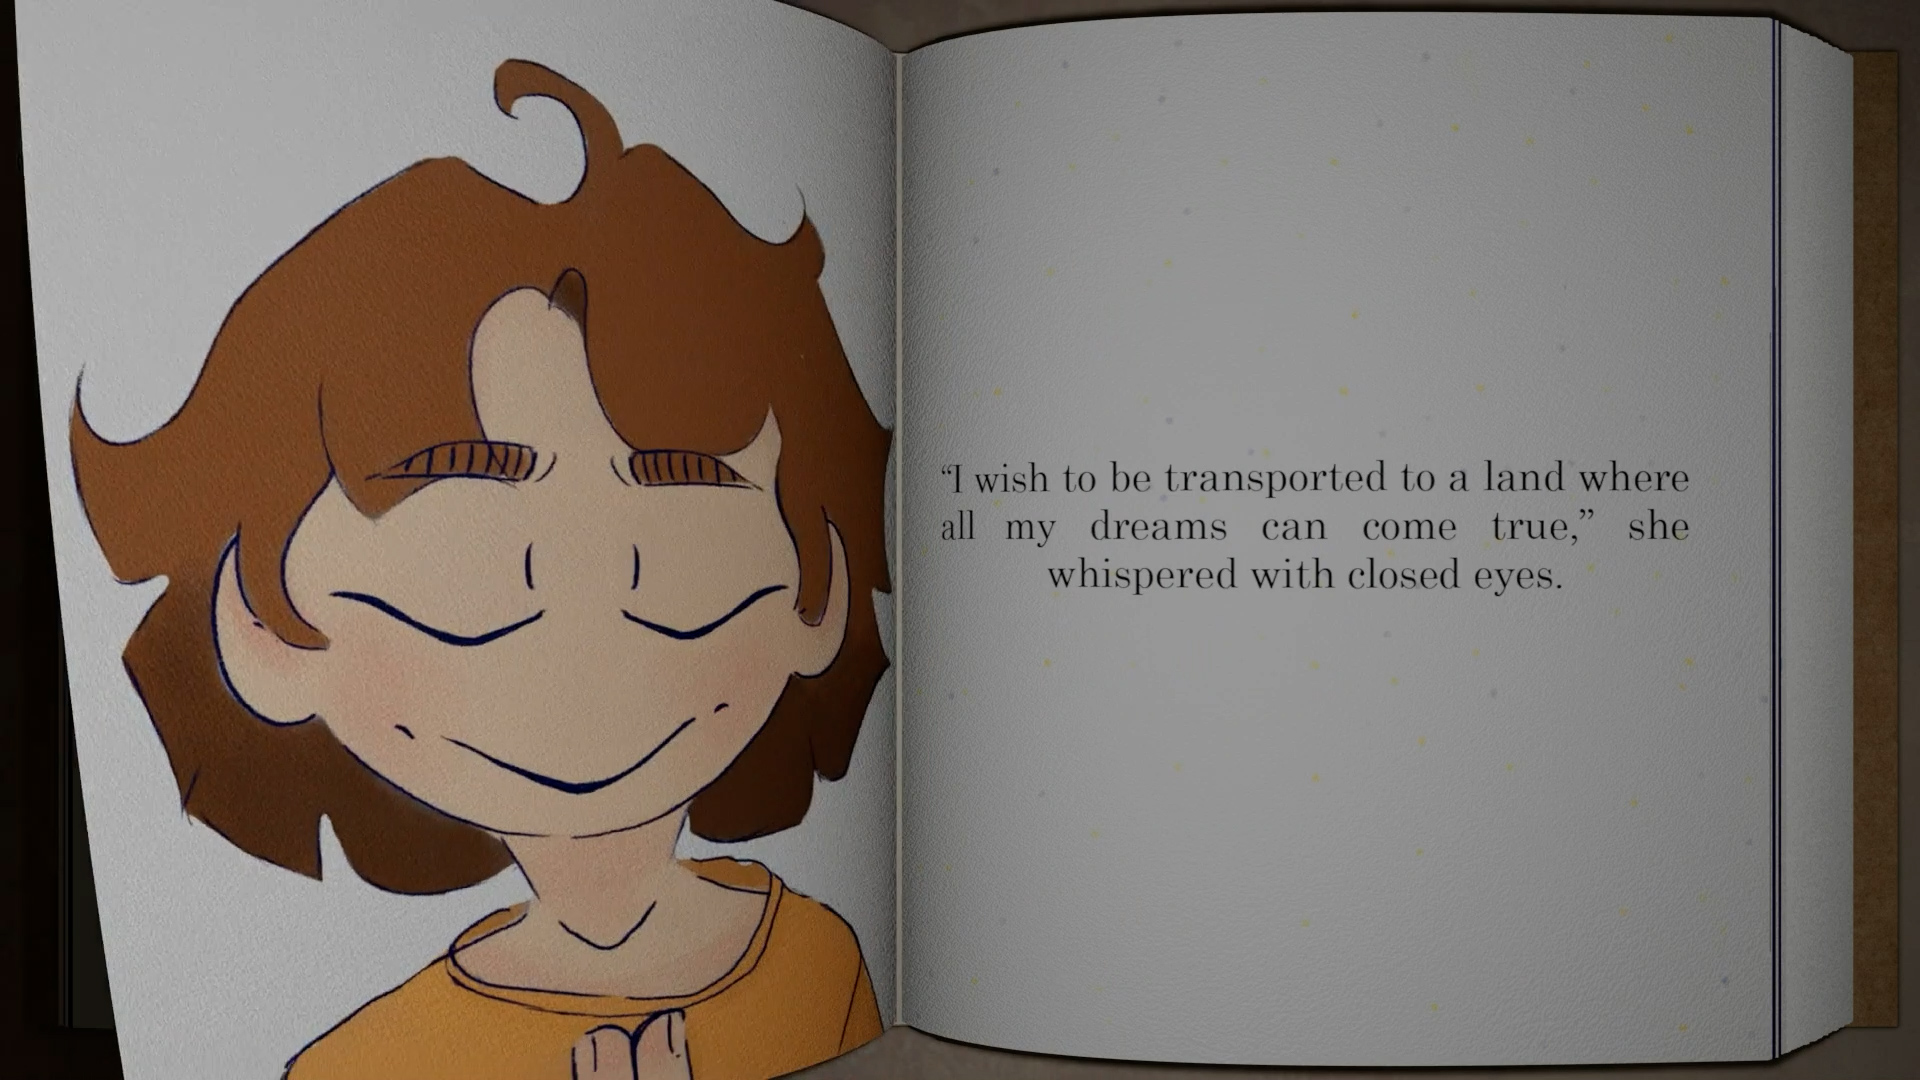 “I wish to be transported to a land where
all my dreams can come true,” she
whispered with closed eyes.